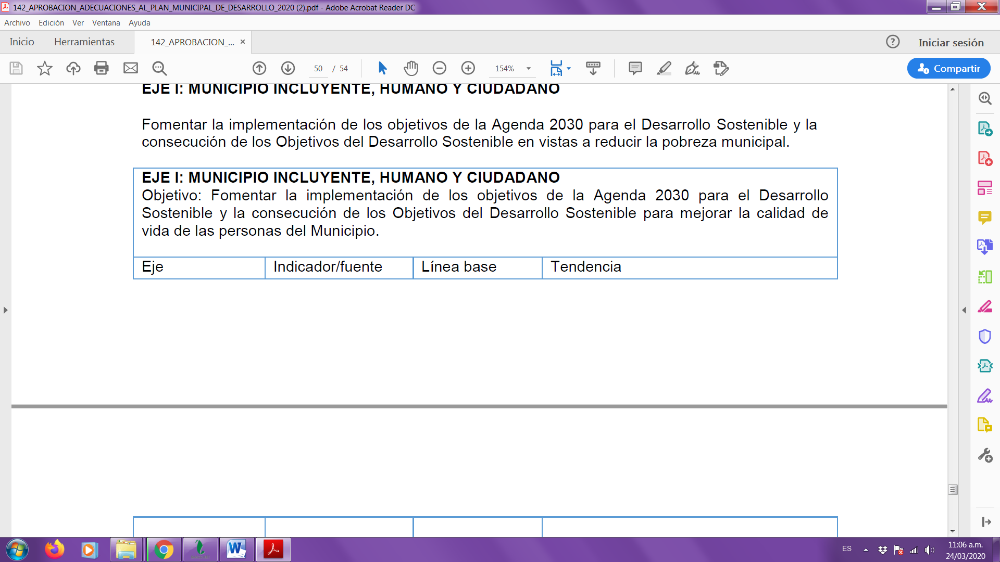 142_APROBACION_ADECUACIONES_AL_PLAN_MUNICIPAL_DE_DESARROLLO_2020 (2).pdf - Adobe Acrobat Reader DC
Archivo Edición Ver Ventana Ayuda
Inicio Herramientas 142_APROBACION_... × Iniciar sesión
50 / 54 154% Compartir
EJE I: MUNICIPIO INCLUYENTE, HUMANO Y CIUDADANO
Fomentar la implementación de los objetivos de la Agenda 2030 para el Desarrollo Sostenible y la
consecución de los Objetivos del Desarrollo Sostenible en vistas a reducir la pobreza municipal.
EJE I: MUNICIPIO INCLUYENTE, HUMANO Y CIUDADANO
Objetivo: Fomentar la implementación de los objetivos de la Agenda 2030 para el Desarrollo
Sostenible y la consecución de los Objetivos del Desarrollo Sostenible para mejorar la calidad de
vida de las personas del Municipio.
Eje Indicador/fuente Línea base Tendencia
ES 11:06 a.m.
24/03/2020